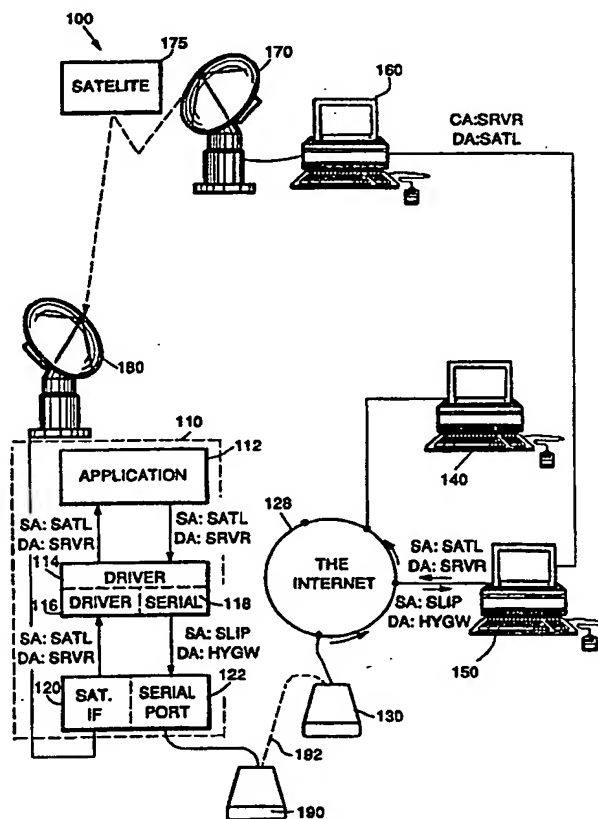 100
175
SATELITE
170
160
CA:SRVR
DA:SATL
180
110
112
APPLICATION
140
SA: SATL
DA: SRVR
SA: SATL
DA: SRVR
114
DRIVER
116
DRIVER
SERIAL
118
128
THE
INTERNET
SA: SATL
DA: SRVR
SA: SLIP
DA: HYGW
150
SA: SATL
DA: SRVR
SA: SLIP
DA: HYGW
120
SAT.
IF
SERIAL
PORT
122
130
192
190